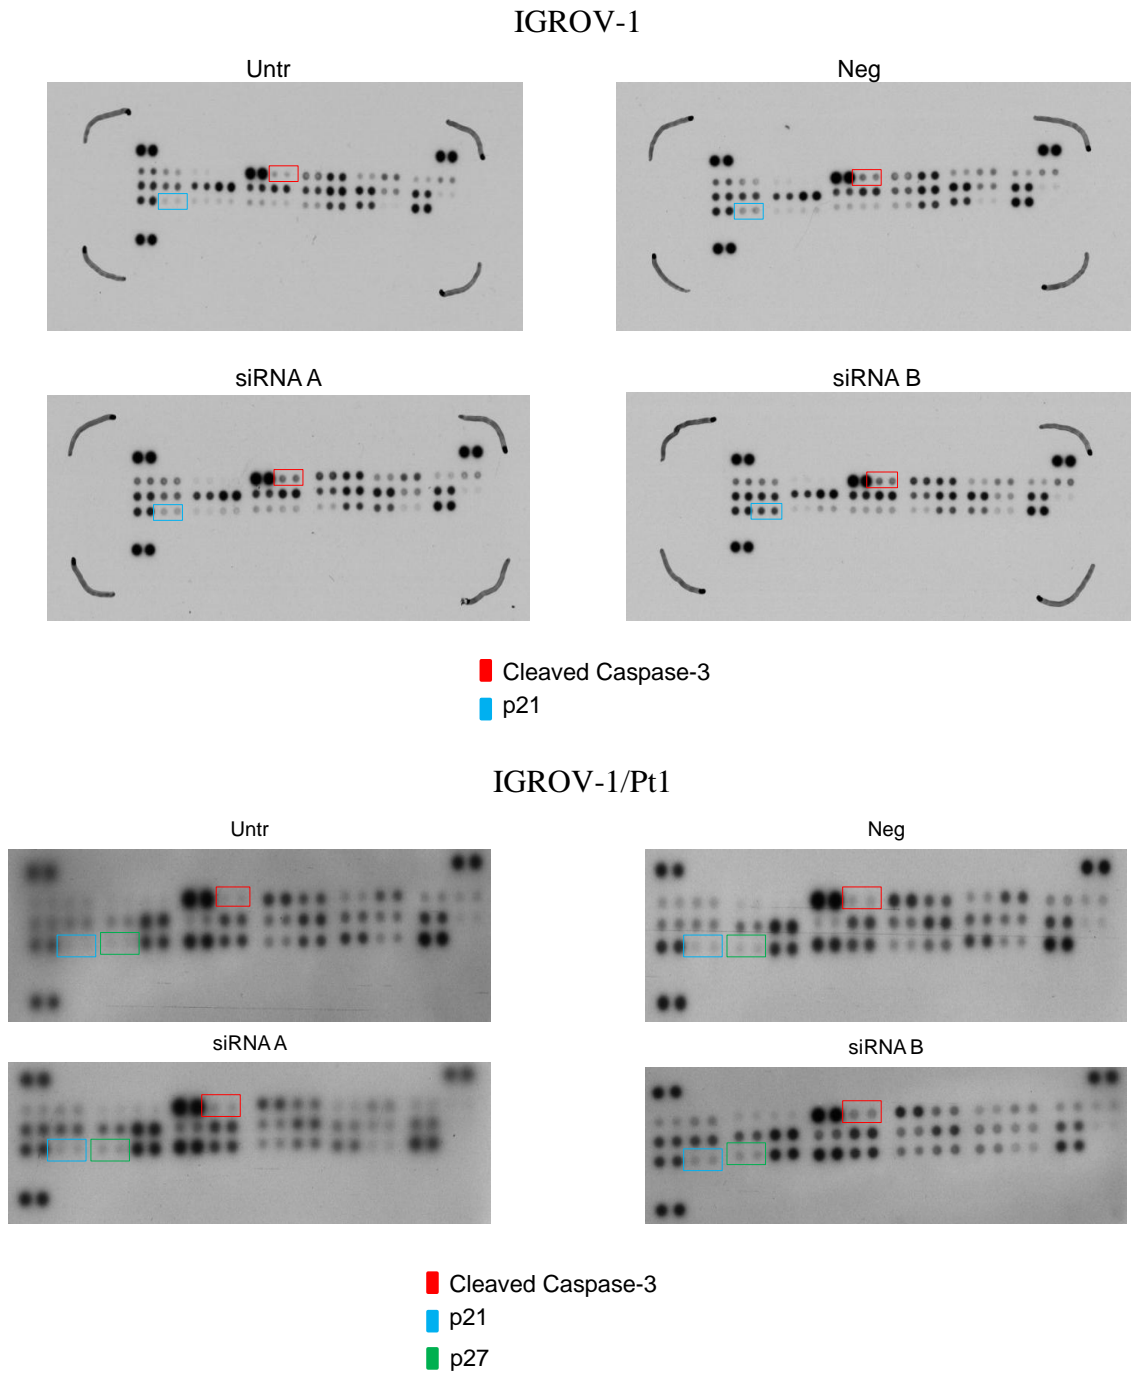 IGROV-1
Untr
Neg
siRNA A
siRNA B
Cleaved Caspase-3
p21
IGROV-1/Pt1
Untr
Neg
siRNA A
siRNA B
Cleaved Caspase-3
p21
p27